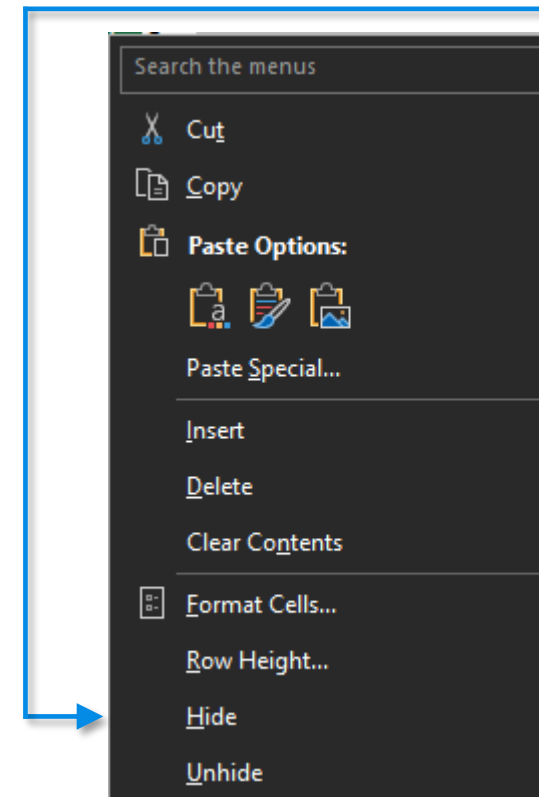 Search the menus
Cut
Copy
Paste Options:
Paste Special...
Insert
Delete
Clear Contents
Format Cells...
Row Height...
Hide
Unhide